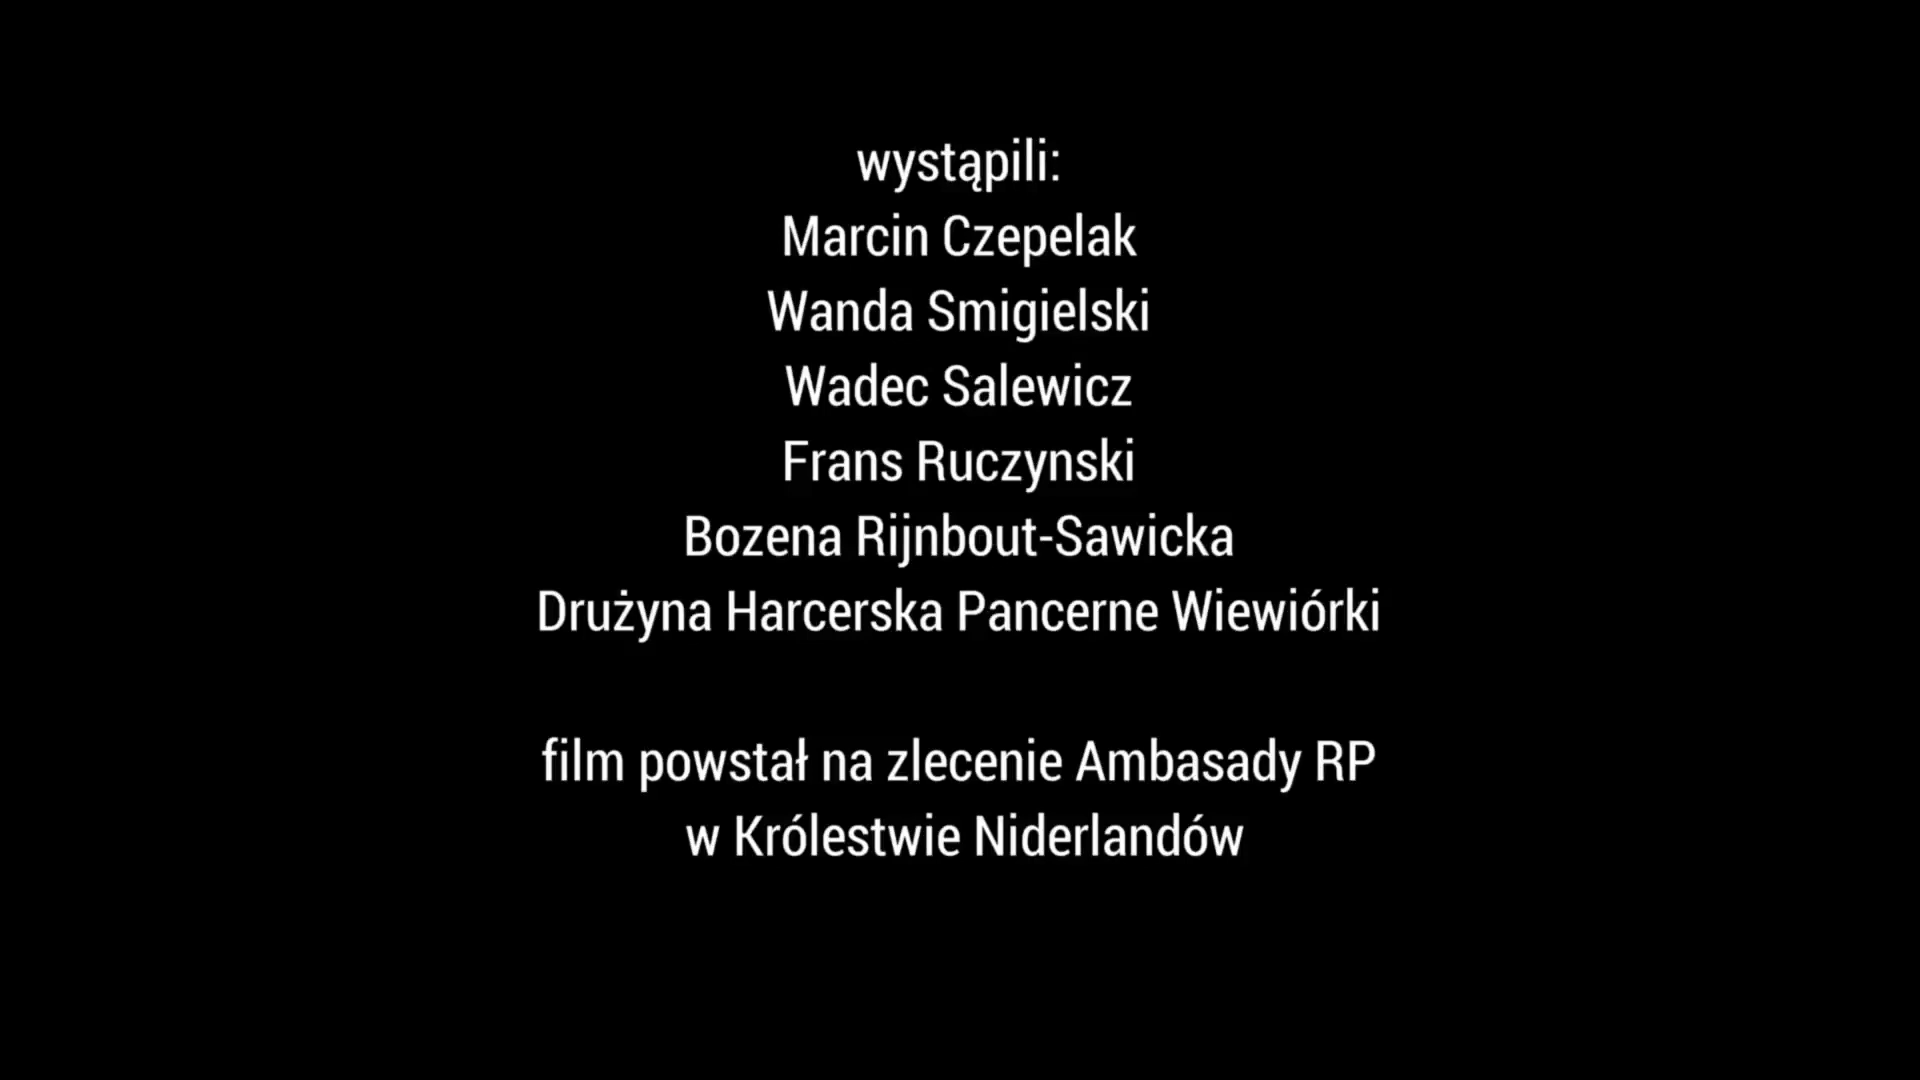 wystąpili:
Marcin Czepelak
Wanda Smigielski
Wadec Salewicz
Frans Ruczynski
Bozena Rijnbout-Sawicka
Drużyna Harcerska Pancerne Wiewiórki
film powstał na zlecenie Ambasady RP
w Królestwie Niderlandów